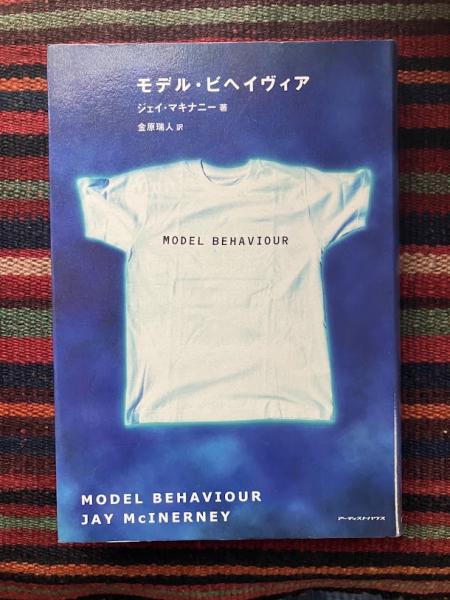 モデル・ビヘイヴィア
ジェイ・マキナニー 著
金原瑞人 訳
MODEL BEHAVIOUR
MODEL BEHAVIOUR
JAY McINERNEY
アーティストハウス